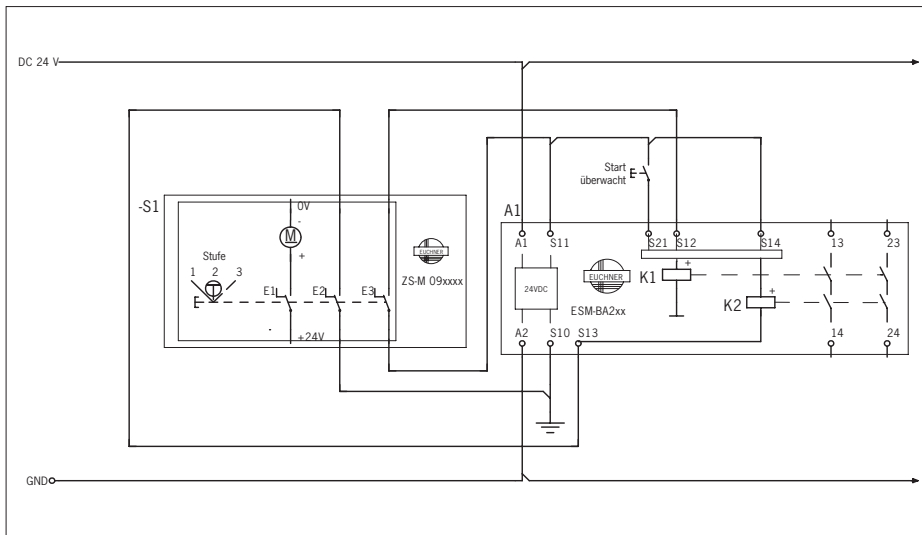 DC 24 V
Start
überwacht
-S1
0V
A1
-
M
+
EUCHNER
ZS-M 09xxxx
Stufe
1 2 3
E1 E2 E3
+24V
A1 S11 S21 S12 S14 13 23
24VDC
EUCHNER
ESM-BA2xx
K1 +
K2 +
A2 S10 S13 14 24
GND